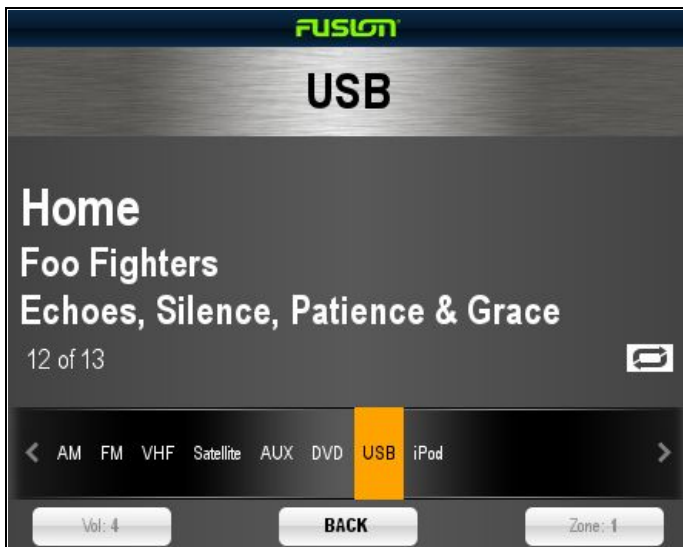 FUSION
USB
Home
Foo Fighters
Echoes, Silence, Patience & Grace
12 of 13
AM FM VHF Satellite AUX DVD USB iPod
Vol: 4 BACK Zone: 1